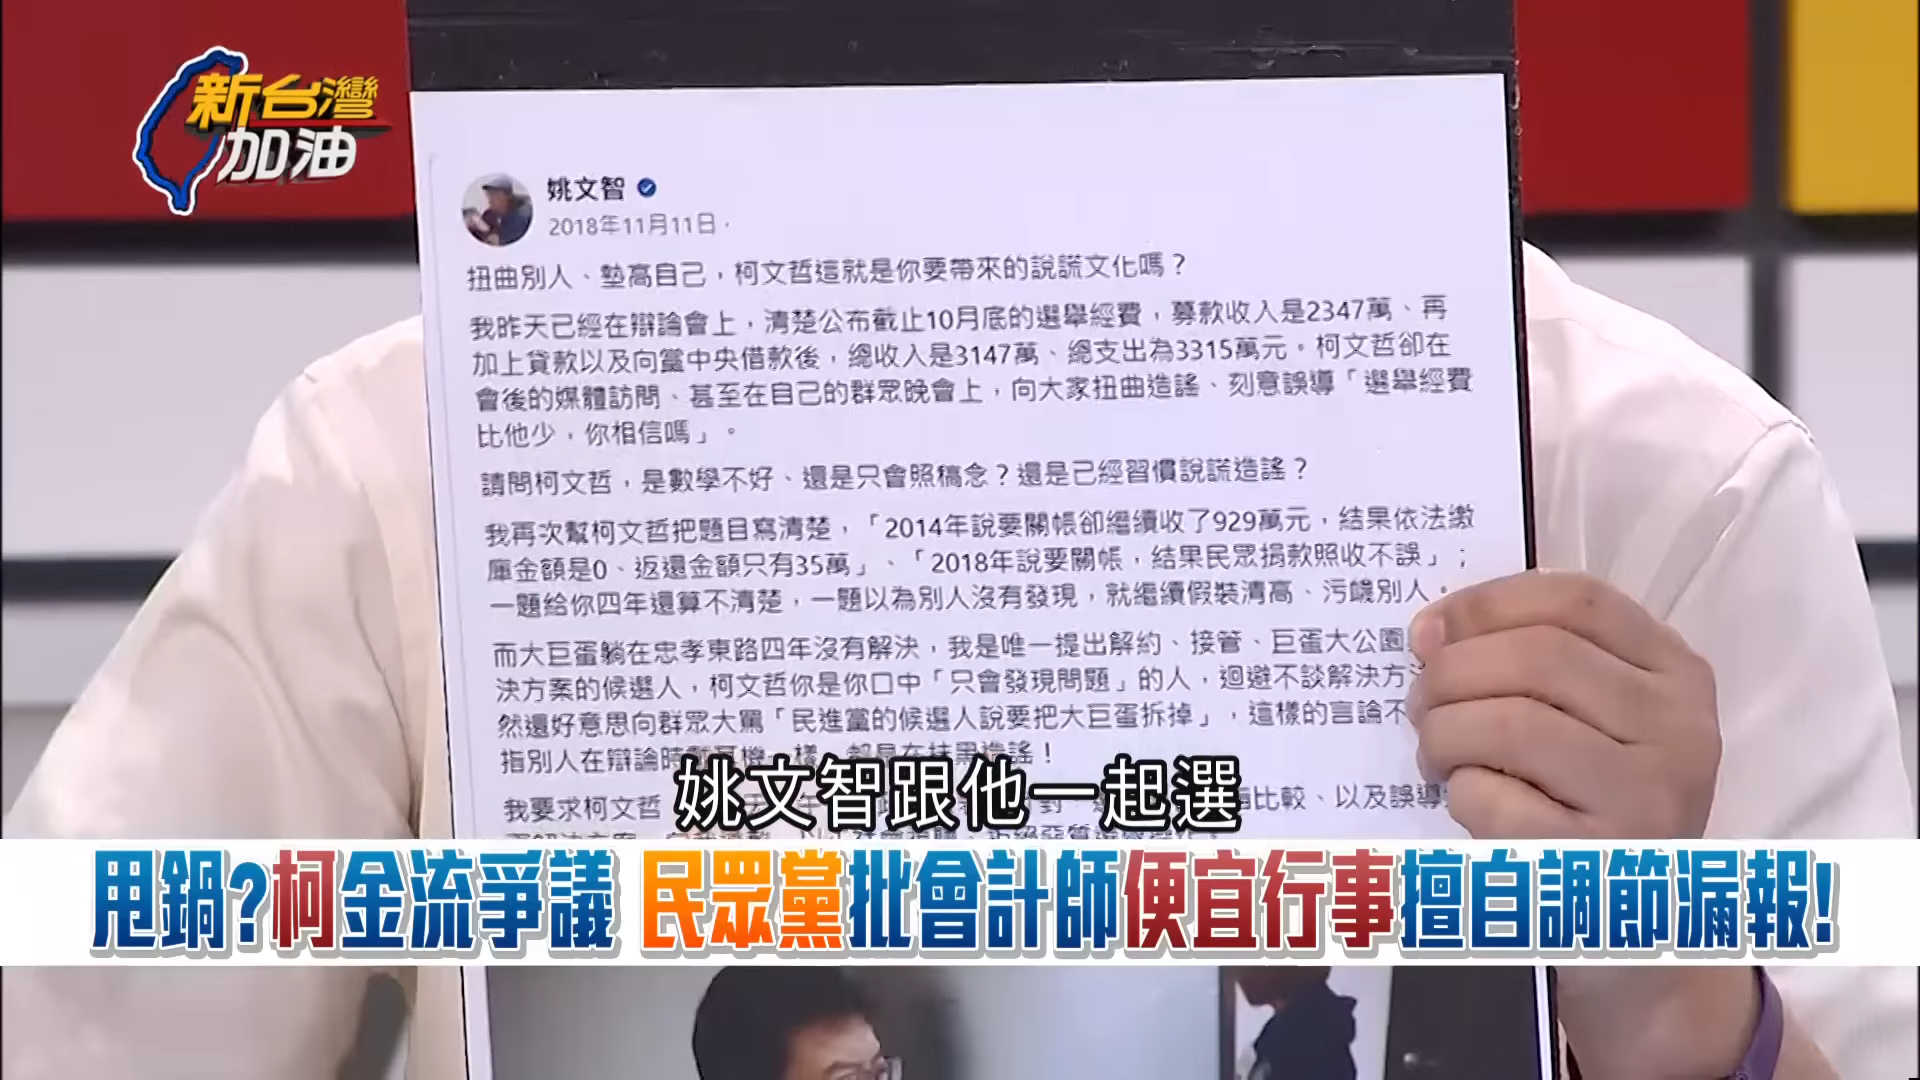 新台灣
加油
姚文智
2018年11月11日
扭曲別人、墊高自己，柯文哲這就是你要帶來的說謊文化嗎？
我昨天已經在辯論會上，清楚公布截止10月底的選舉經費，募款收入是2347萬、再
加上貸款以及向黨中央借款後，總收入是3147萬、總支出為3315萬元。柯文哲卻在
會後的媒體訪問、甚至在自己的群眾晚會上，向大家扭曲造謠、刻意誤導「選舉經費
比他少，你相信嗎」。
請問柯文哲，是數學不好、還是只會照稿念？還是已經習慣說謊造謠？
我再次幫柯文哲把題目寫清楚，「2014年說要關帳卻繼續收了929萬元，結果依法繳
庫金額是0、返還金額只有35萬」、「2018年說要關帳，結果民眾捐款照收不誤」；
一題給你四年還算不清楚，一題以為別人沒有發現，就繼續假裝清高、污衊別人。
而大巨蛋躺在忠孝東路四年沒有解決，我是唯一提出解約、接管、巨蛋大公園
決方案的候選人，柯文哲你是你口中「只會發現問題」的人，迴避不談解決方
然還好意思向群眾大罵「民進黨的候選人說要把大巨蛋拆掉」，這樣的言論不
指別人在辯論時戴耳機一樣，都是在抹黑造謠！
我要求柯文哲 比較、以及誤導
姚文智跟他一起選
甩鍋？柯金流爭議 民眾黨批會計師便宜行事擅自調節漏報！